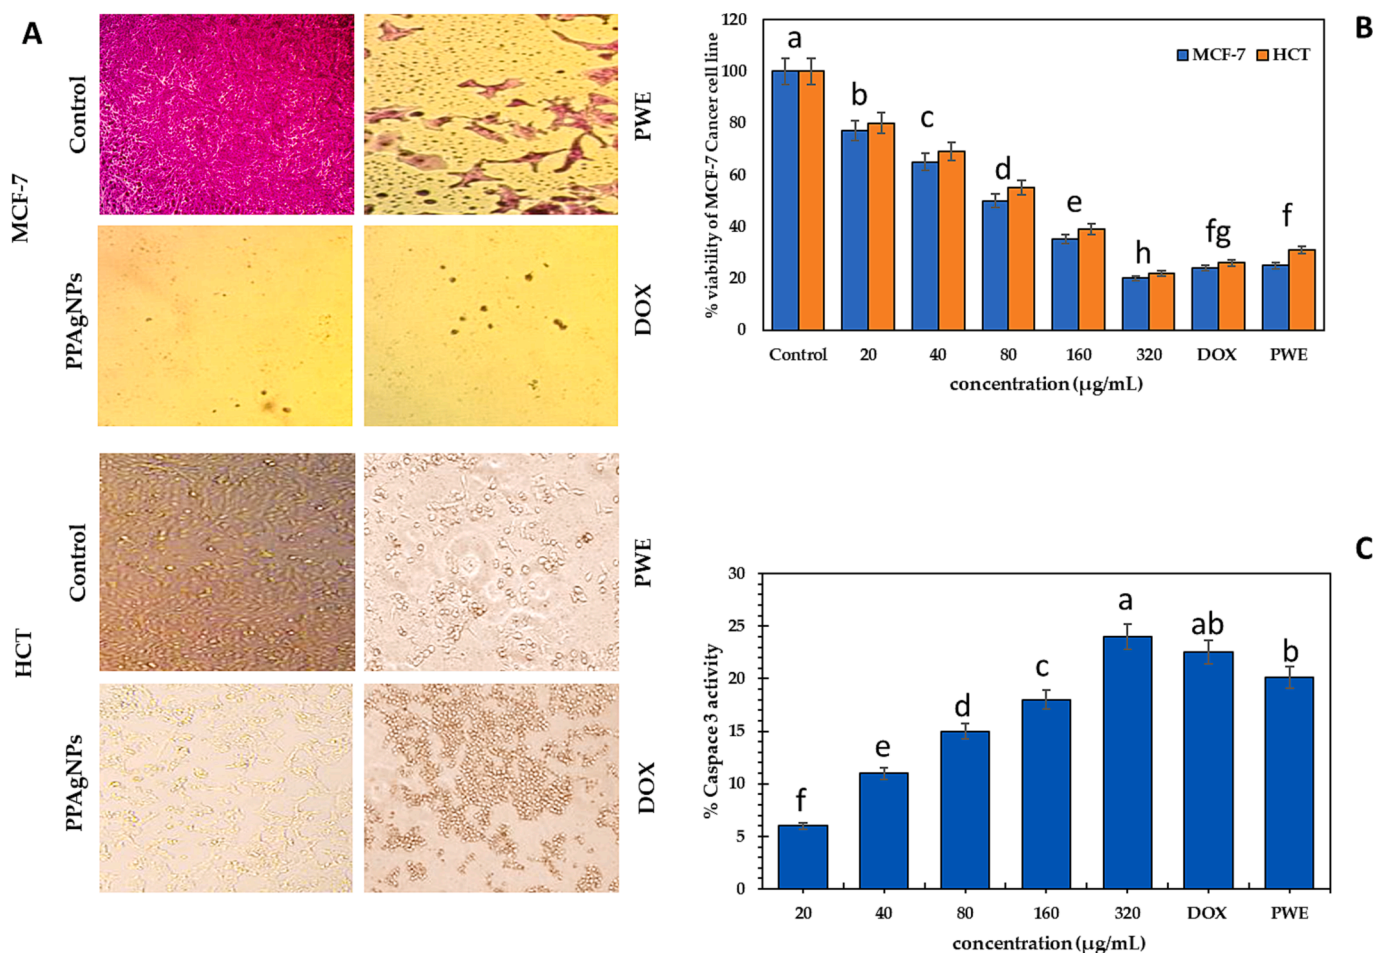 A
MCF-7
Control
PWE
PPAgNPs
DOX
HCT
Control
PWE
PPAgNPs
DOX
B
% viability of MCF-7 Cancer cell line
120
100
80
60
40
20
0
MCF-7 HCT
a
b
c
d
e
h
fg
f
Control 20 40 80 160 320 DOX PWE
concentration (µg/mL)
C
% Caspace 3 activity
30
25
20
15
10
5
0
f
e
d
c
a
ab
b
20 40 80 160 320 DOX PWE
concentration (µg/mL)